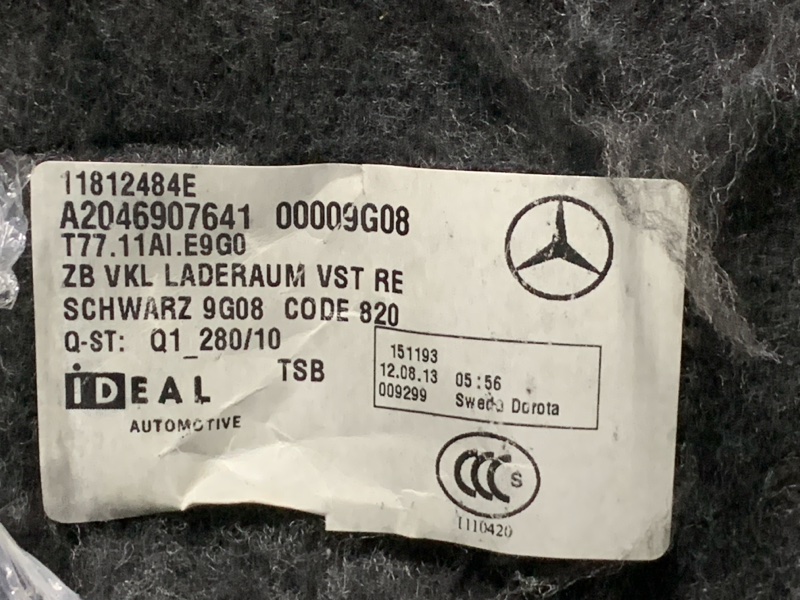 11812484E
A2046907641 00009G08
T77.11AI.E9G0
ZB VKL LADERAUM VST RE
SCHWARZ 9G08 CODE 820
Q-ST: Q1_280/10
TSB
iDEAL
AUTOMOTIVE
151193
12.08.13 05:56
009299 Sweda Dorota
CCC S
1110420